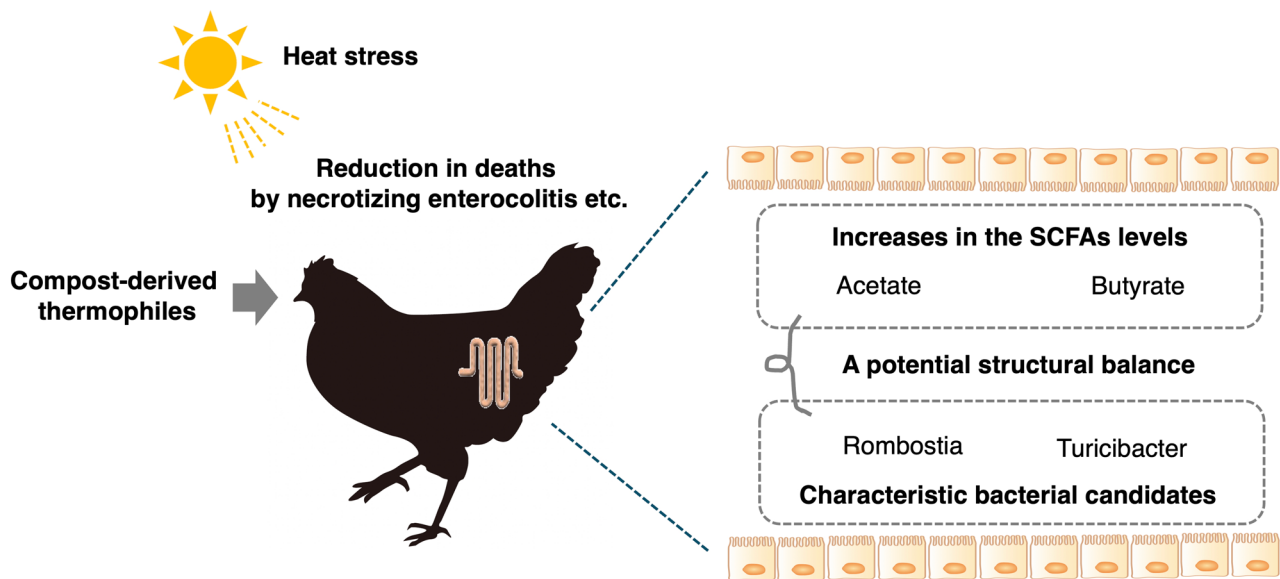 Heat stress
Reduction in deaths
by necrotizing enterocolitis etc.
Compost-derived
thermophiles
Increases in the SCFAs levels
Acetate Butyrate
A potential structural balance
Rombostia Turicibacter
Characteristic bacterial candidates